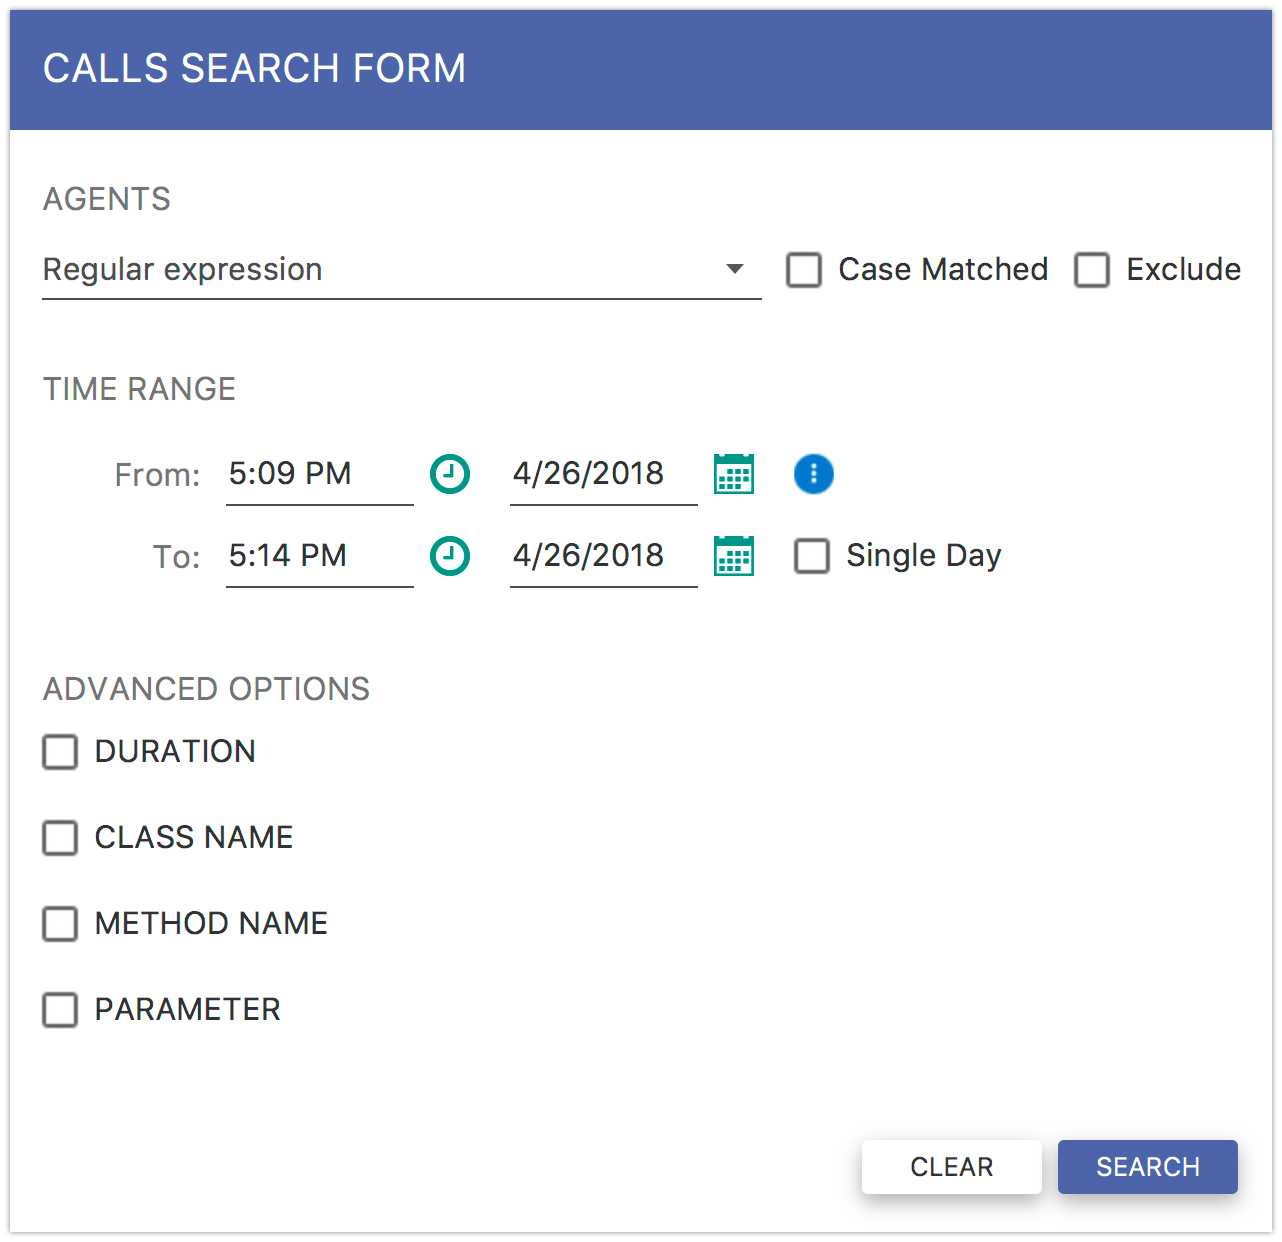 CALLS SEARCH FORM
AGENTS
Regular expression Case Matched Exclude
TIME RANGE
From: 5:09 PM 4/26/2018
To: 5:14 PM 4/26/2018 Single Day
ADVANCED OPTIONS
DURATION
CLASS NAME
METHOD NAME
PARAMETER
CLEAR SEARCH